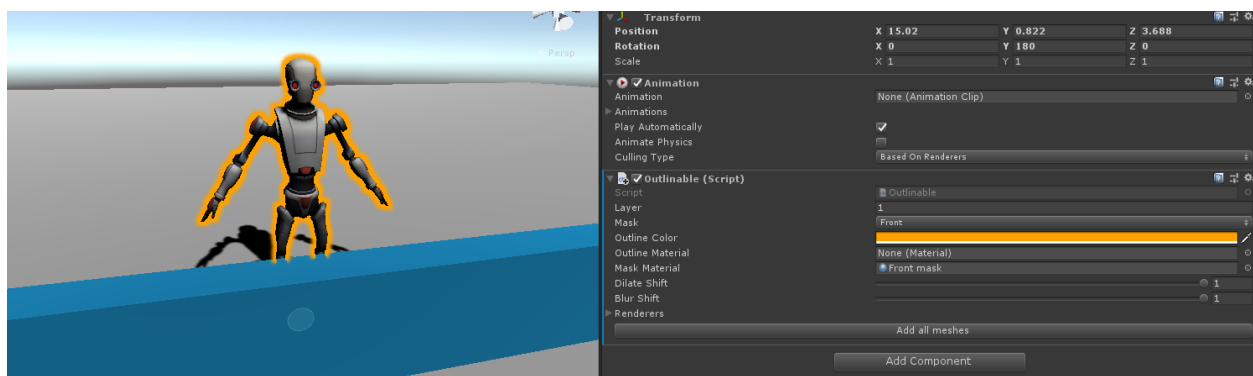 Persp
Transform
Position X 15.02 Y 0.822 Z 3.688
Rotation X 0 Y 180 Z 0
Scale X 1 Y 1 Z 1
Animation
Animation None (Animation Clip)
Animations
Play Automatically
Animate Physics
Culling Type Based On Renderers
Outlinable (Script)
Script Outlinable
Layer 1
Mask Front
Outline Color
Outline Material None (Material)
Mask Material Front mask
Dilate Shift 1
Blur Shift 1
Renderers
Add all meshes
Add Component